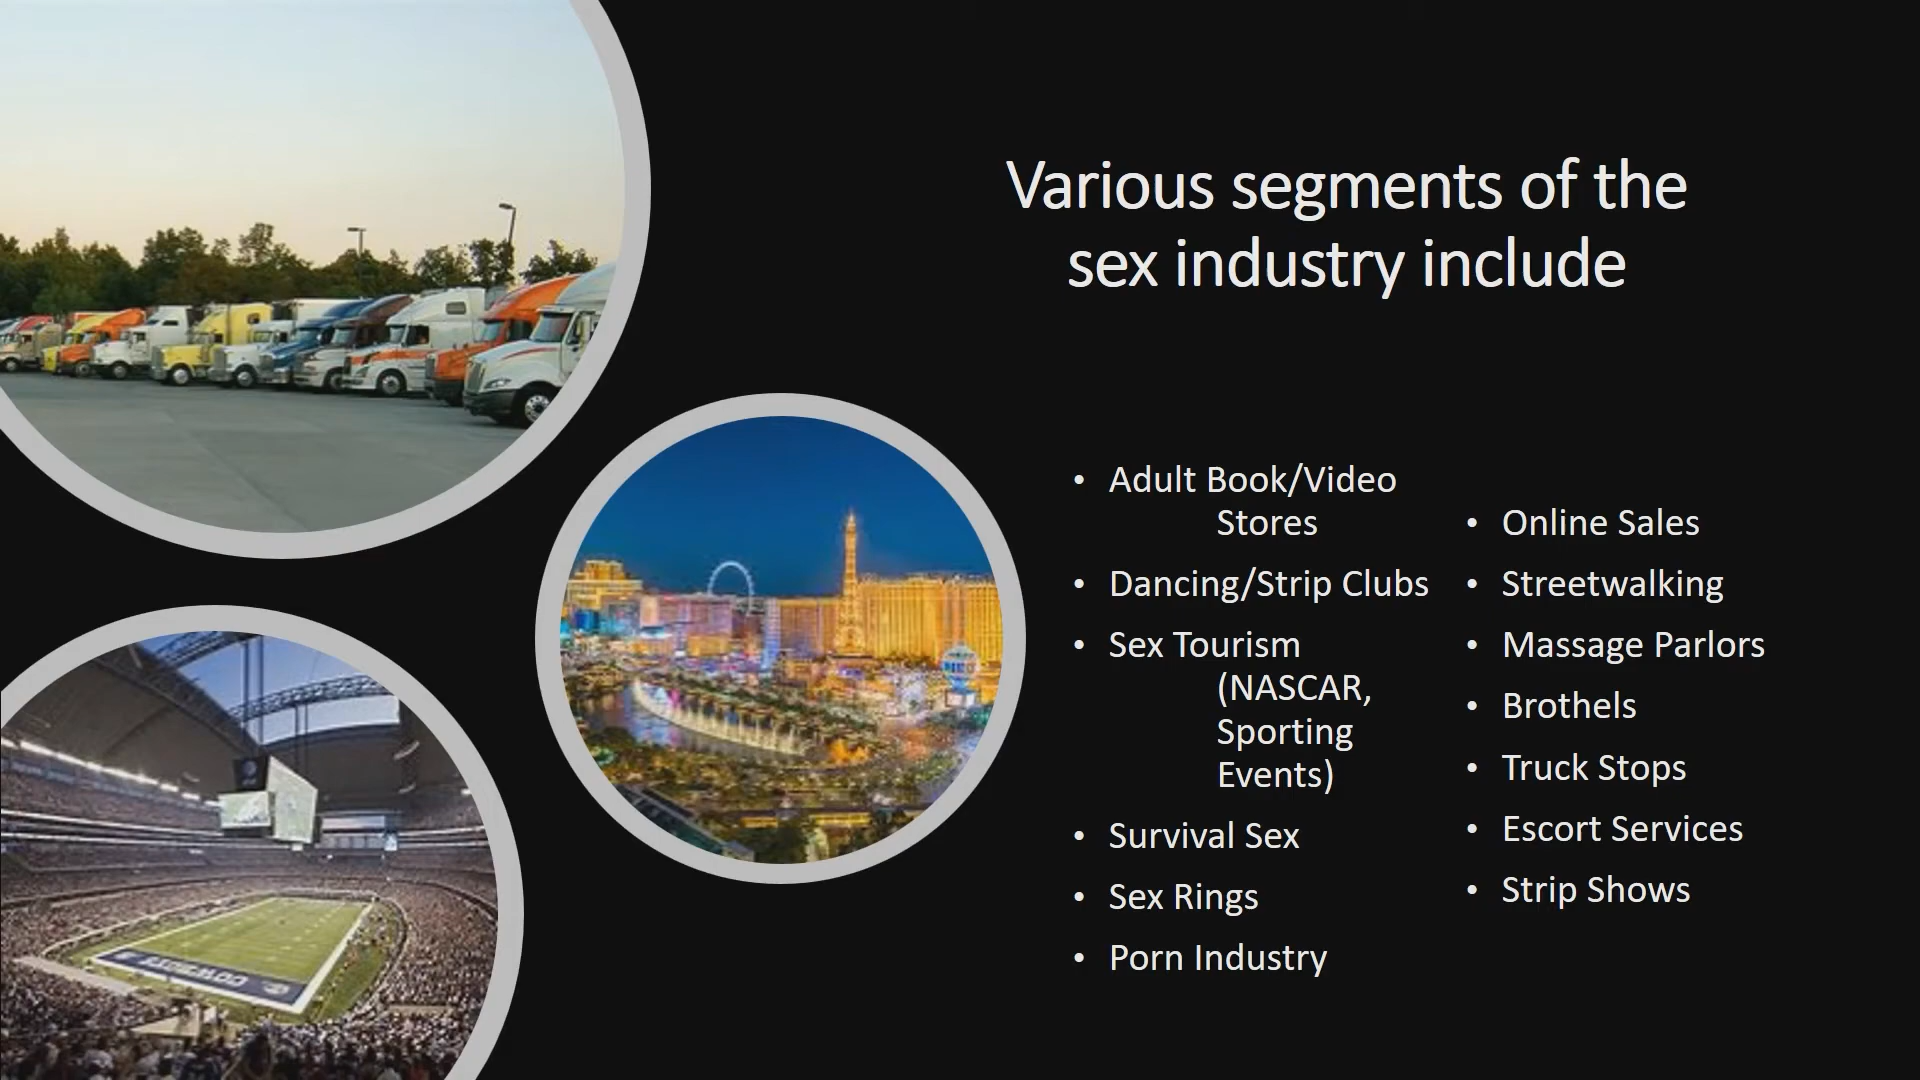 Various segments of the
sex industry include
• Adult Book/Video
Stores
• Dancing/Strip Clubs
• Sex Tourism
(NASCAR,
Sporting
Events)
• Survival Sex
• Sex Rings
• Porn Industry
• Online Sales
• Streetwalking
• Massage Parlors
• Brothels
• Truck Stops
• Escort Services
• Strip Shows
COWBOYS